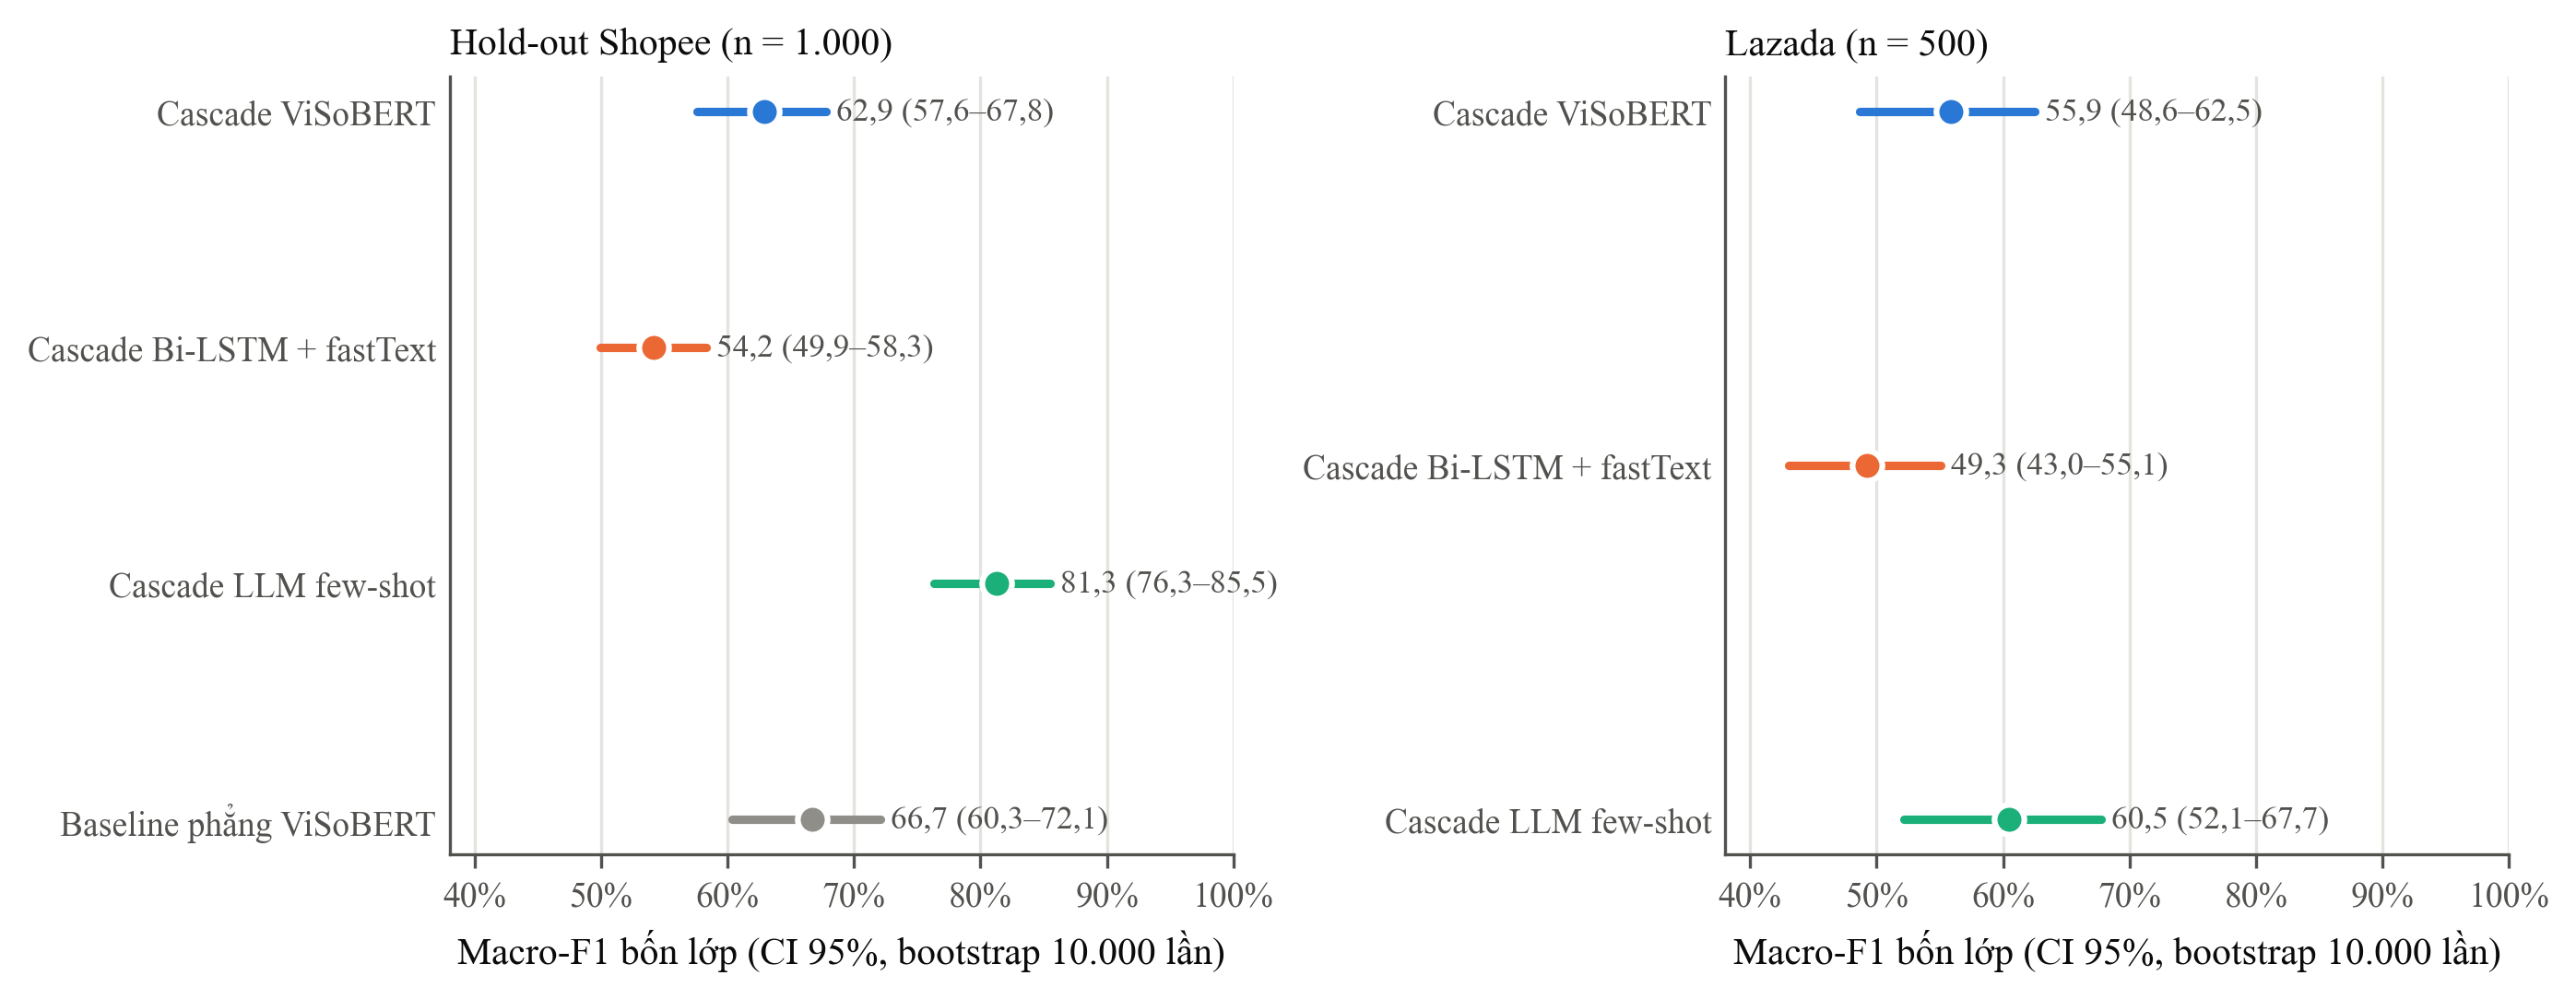 Hold-out Shopee (n = 1.000)
Cascade ViSoBERT
62,9 (57,6–67,8)
Cascade Bi-LSTM + fastText
54,2 (49,9–58,3)
Cascade LLM few-shot
81,3 (76,3–85,5)
Baseline phẳng ViSoBERT
66,7 (60,3–72,1)
40% 50% 60% 70% 80% 90% 100%
Macro-F1 bốn lớp (CI 95%, bootstrap 10.000 lần)
Lazada (n = 500)
Cascade ViSoBERT
55,9 (48,6–62,5)
Cascade Bi-LSTM + fastText
49,3 (43,0–55,1)
Cascade LLM few-shot
60,5 (52,1–67,7)
40% 50% 60% 70% 80% 90% 100%
Macro-F1 bốn lớp (CI 95%, bootstrap 10.000 lần)